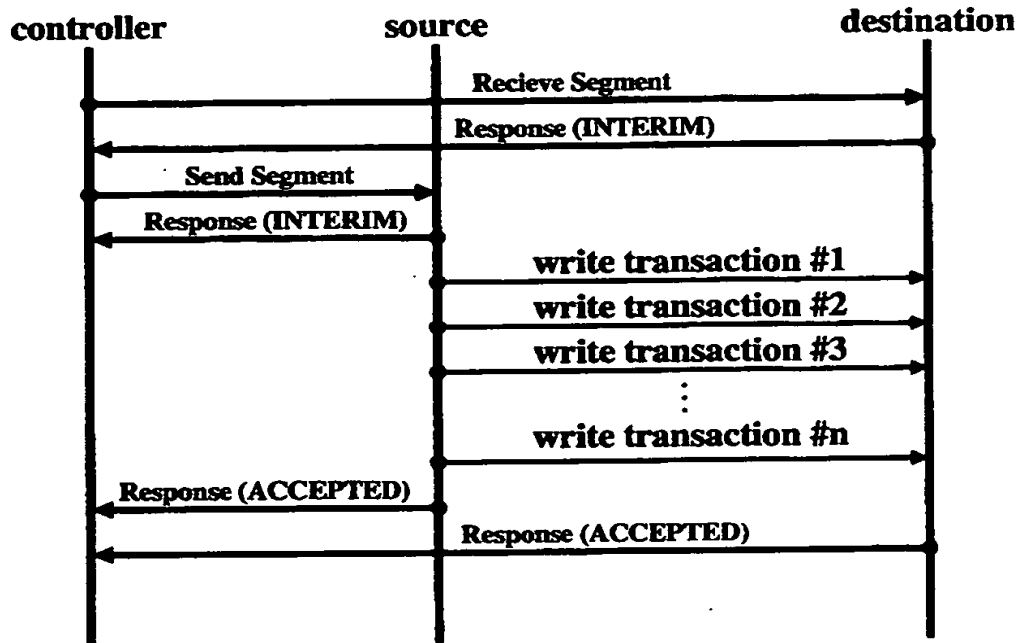 controller
source
destination
Recieve Segment
Response (INTERIM)
Send Segment
Response (INTERIM)
write transaction #1
write transaction #2
write transaction #3
write transaction #n
Response (ACCEPTED)
Response (ACCEPTED)